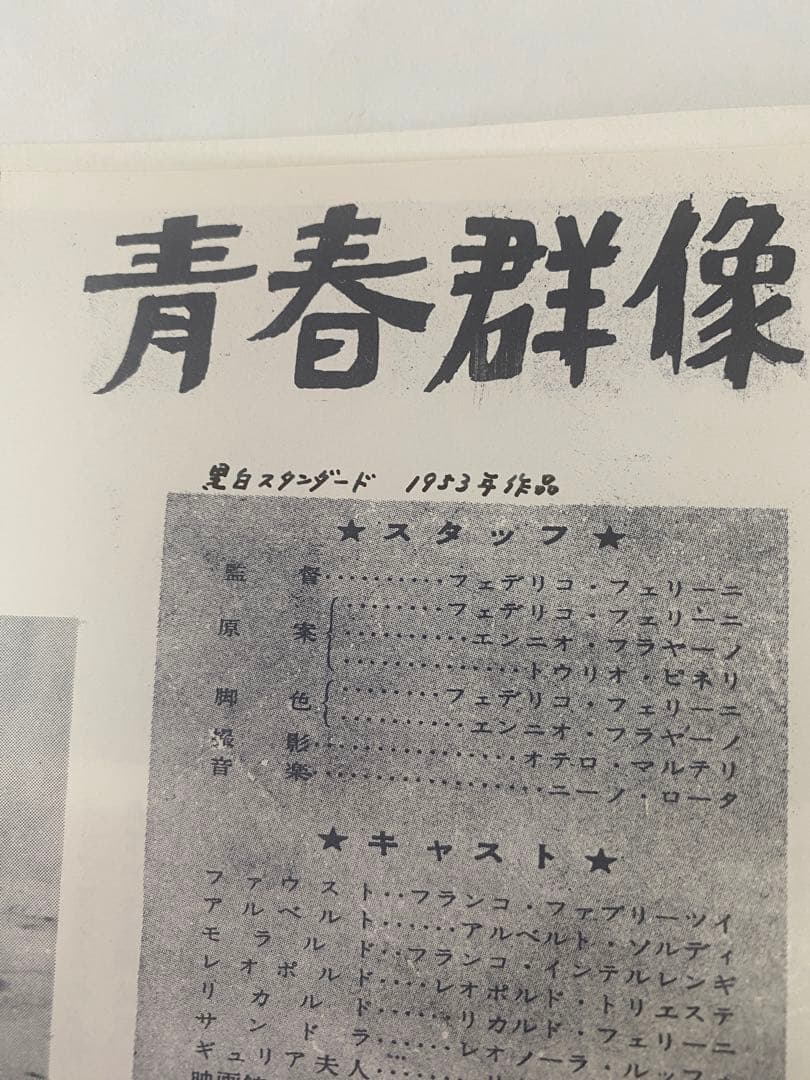 青春群像
黒白スタンダード 1953年作品
★スタッフ★
監督··········フェデリコ・フェリーニ
原案{·········フェデリコ・フェリーニ
··········エンニオ・フラヤーノ
·············トウリオ・ピネリ
脚色{········フェデリコ・フェリーニ
·········エンニオ・フラヤーノ
撮影···············オテロ・マルテリ
音楽·················ニーノ・ロータ
★キャスト★
ファウスト··フランコ・ファブリーツイ
アルベルト······アルベルト・ソルディ
モラルド··フランコ・インテルレンギ
レオポルド···レオポルド・トリエステ
リカルド······リカルド・フェリーニ
サンドラ······レオノーラ・ルッフ
ギュリア夫人···